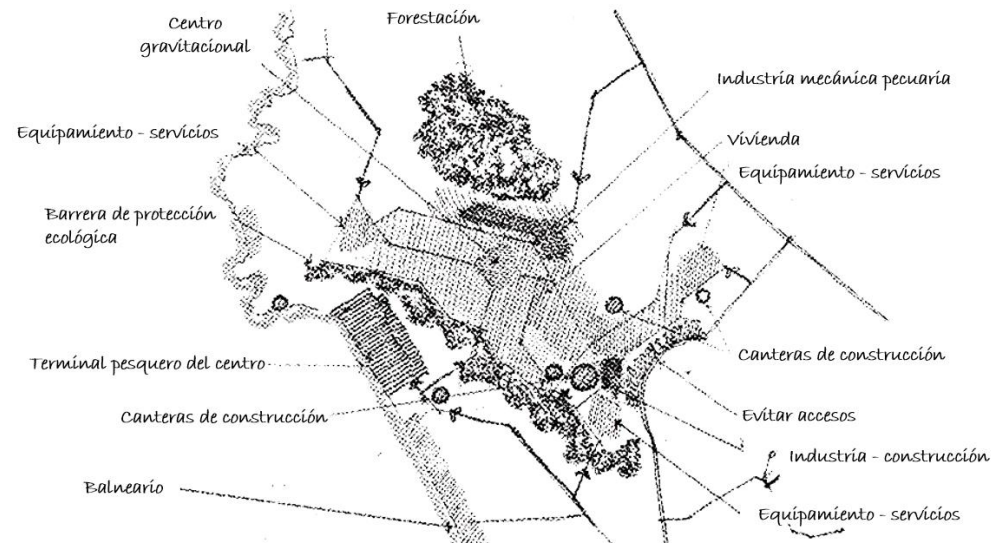 Centro
gravitacional
Forestación
Industria mecánica pecuaria
Equipamiento - servicios
Vivienda
Equipamiento - servicios
Barrera de protección
ecológica
Terminal pesquero del centro
Canteras de construcción
Canteras de construcción
Evitar accesos
Industria - construcción
Balneario
Equipamiento - servicios